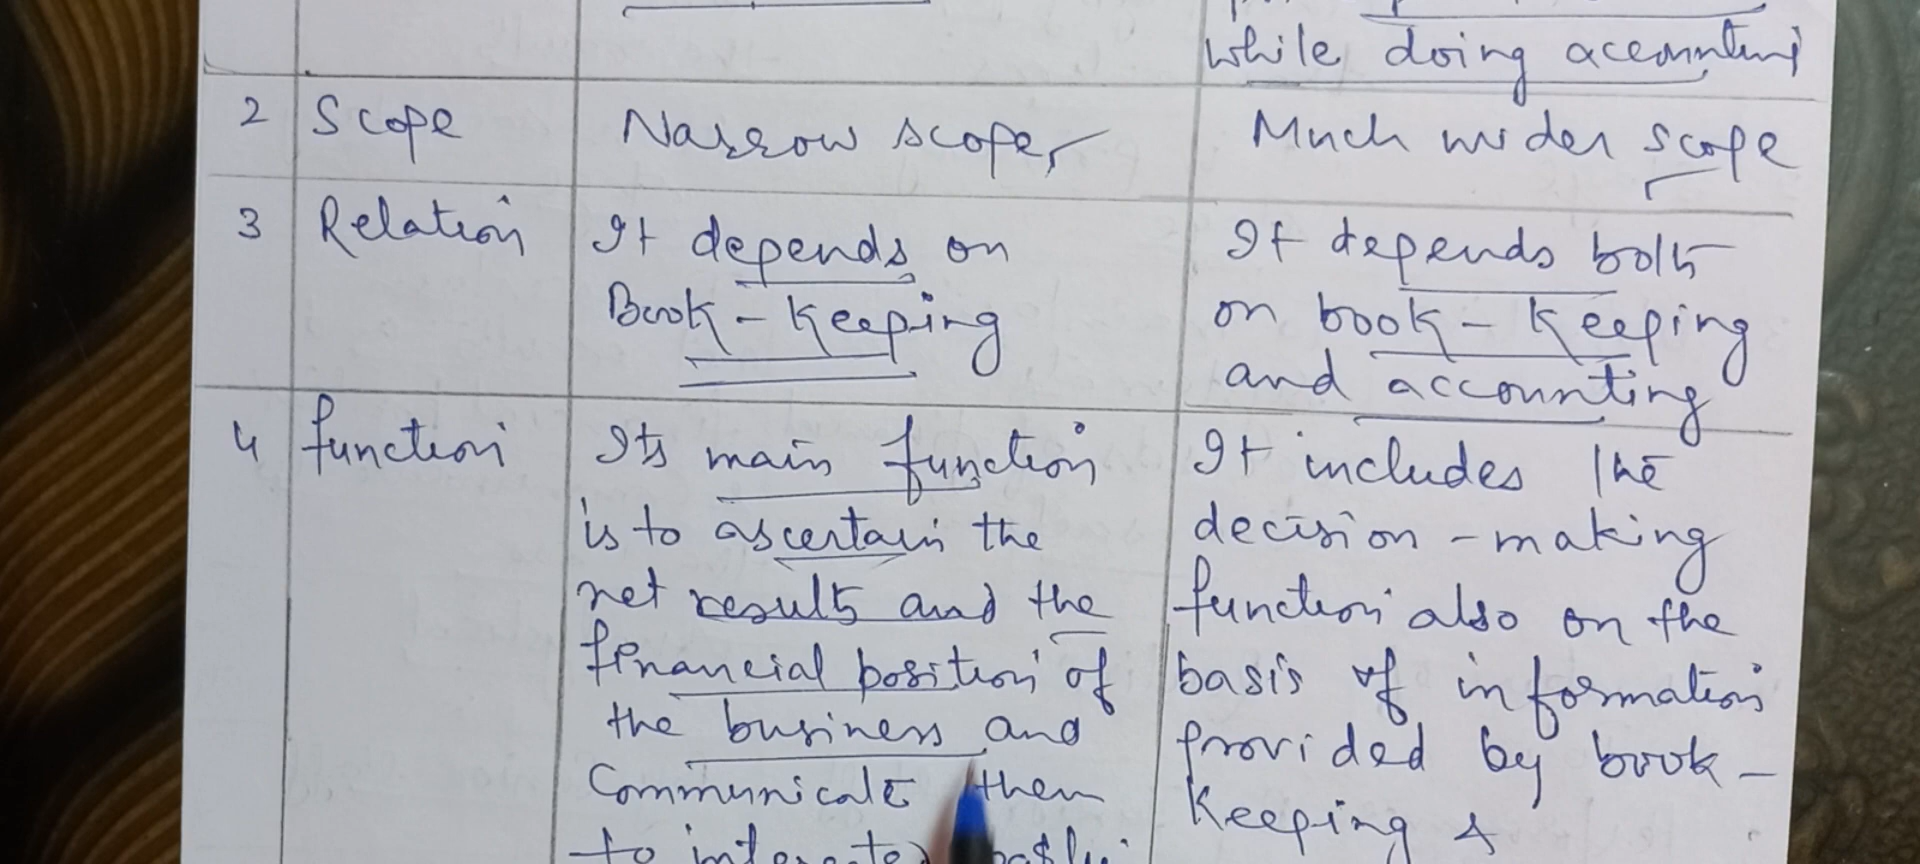 while doing accounting
2 Scope Narrow scope, Much wider scope
3 Relation It depends on It depends both
Book-Keeping on book-Keeping
and accounting
4 function Its main function It includes the
is to ascertain the decision-making
net results and the function also on the
financial position of basis of information
the business and provided by book-
Communicate them Keeping &
to